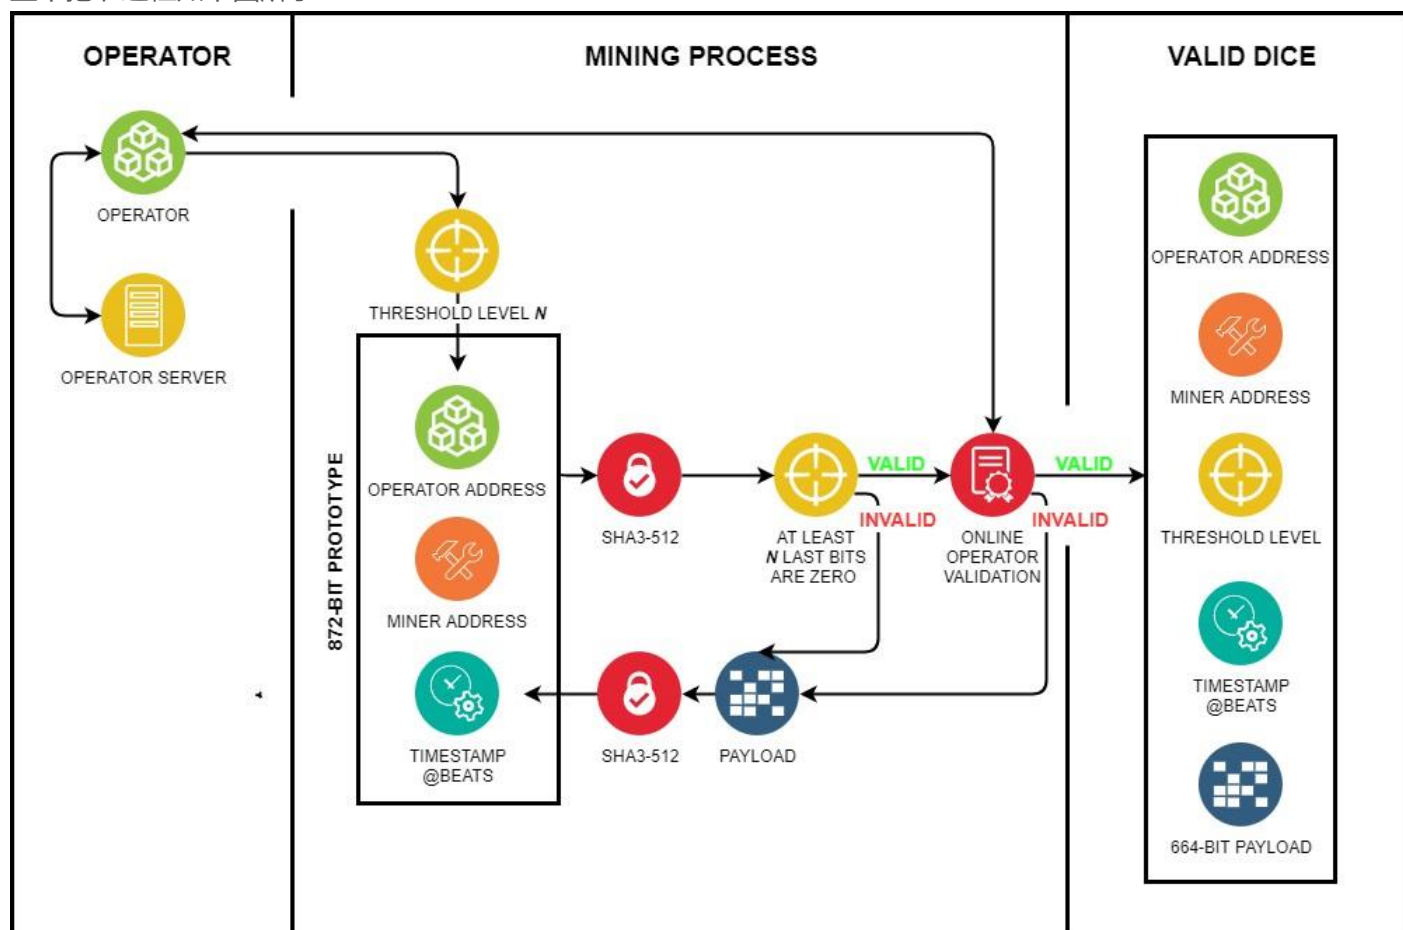 OPERATOR
MINING PROCESS
VALID DICE
OPERATOR
OPERATOR SERVER
THRESHOLD LEVEL N
872-BIT PROTOTYPE
OPERATOR ADDRESS
MINER ADDRESS
TIMESTAMP
@BEATS
SHA3-512
AT LEAST
N LAST BITS
ARE ZERO
VALID
INVALID
ONLINE
OPERATOR
VALIDATION
VALID
INVALID
SHA3-512
PAYLOAD
OPERATOR ADDRESS
MINER ADDRESS
THRESHOLD LEVEL
TIMESTAMP
@BEATS
664-BIT PAYLOAD